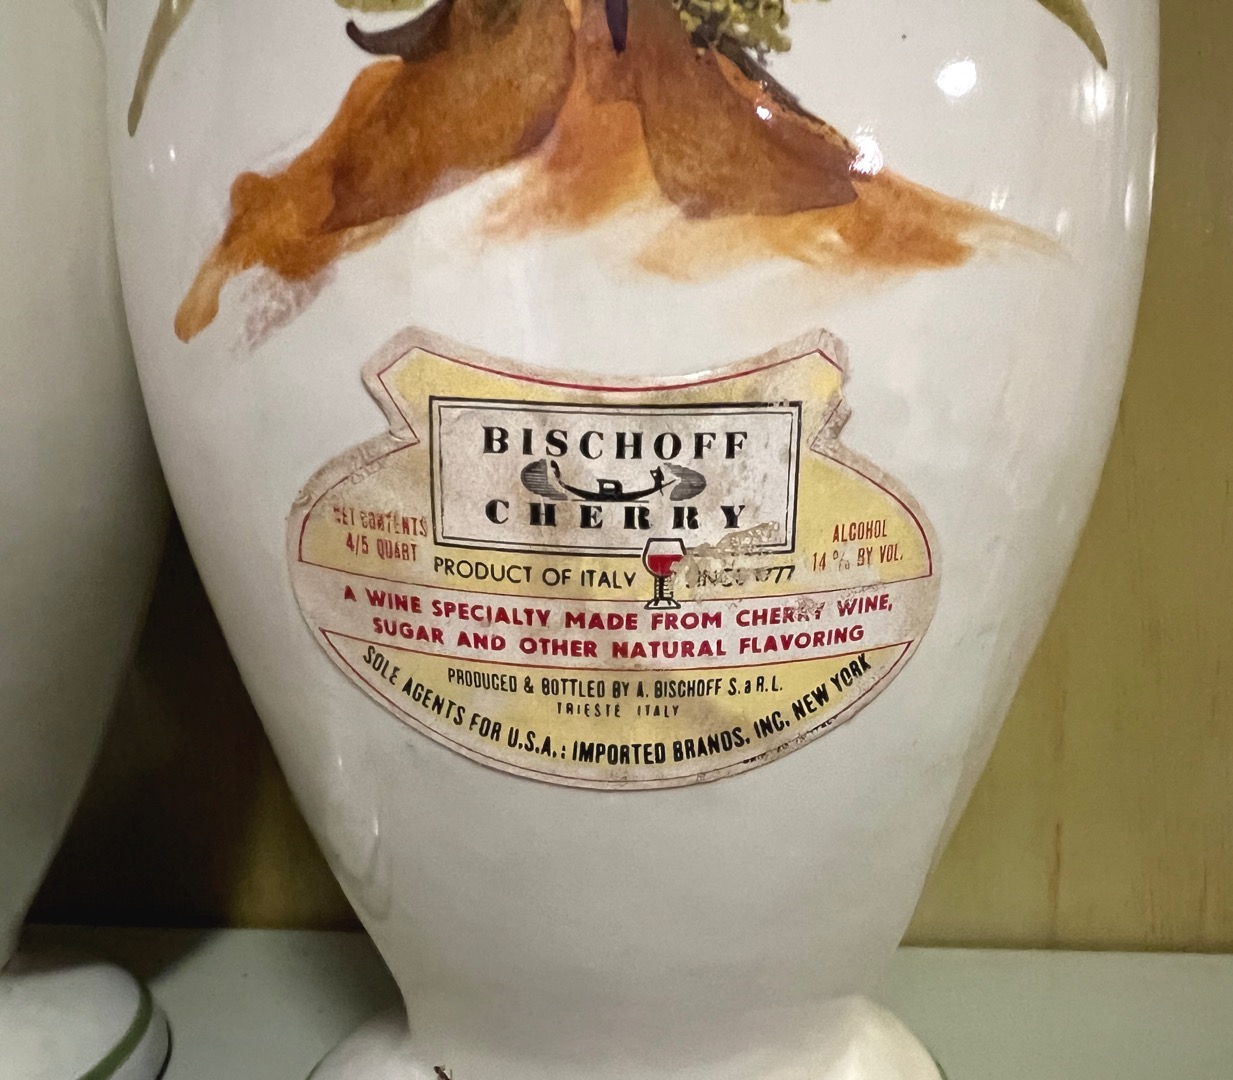 BISCHOFF
B
CHERRY
NET CONTENTS
4/5 QUART
ALCOHOL
14% BY VOL.
PRODUCT OF ITALY SINCE 1777
A WINE SPECIALTY MADE FROM CHERRY WINE,
SUGAR AND OTHER NATURAL FLAVORING
PRODUCED & BOTTLED BY A. BISCHOFF S.a R.L.
TRIESTE ITALY
SOLE AGENTS FOR U.S.A.: IMPORTED BRANDS, INC, NEW YORK